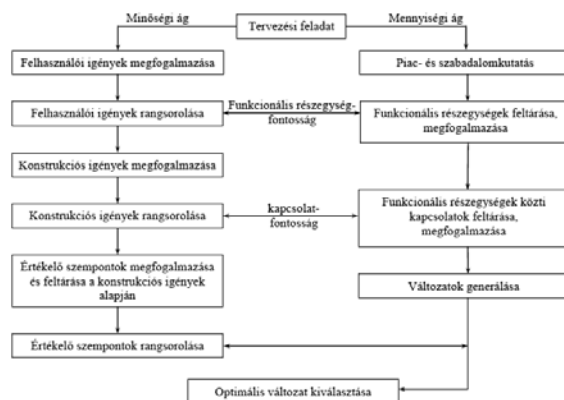 Minőségi ág
Tervezési feladat
Mennyiségi ág
Felhasználói igények megfogalmazása
Piac- és szabadalomkutatás
Felhasználói igények rangsorolása
Funkcionális részegység-
fontosság
Funkcionális részegységek feltárása,
megfogalmazása
Konstrukciós igények megfogalmazása
Konstrukciós igények rangsorolása
kapcsolat-
fontosság
Funkcionális részegységek közti
kapcsolatok feltárása,
megfogalmazása
Értékelő szempontok megfogalmazása
és feltárása a konstrukciós igények
alapján
Változatok generálása
Értékelő szempontok rangsorolása
Optimális változat kiválasztása